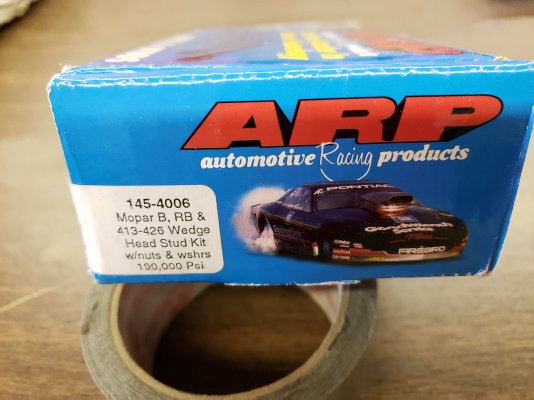 ARP
automotive Racing products
145-4006
Mopar B, RB &
413-426 Wedge
Head Stud Kit
w/nuts & wshrs
190,000 Psi
PONTIAC
FIREBIRD